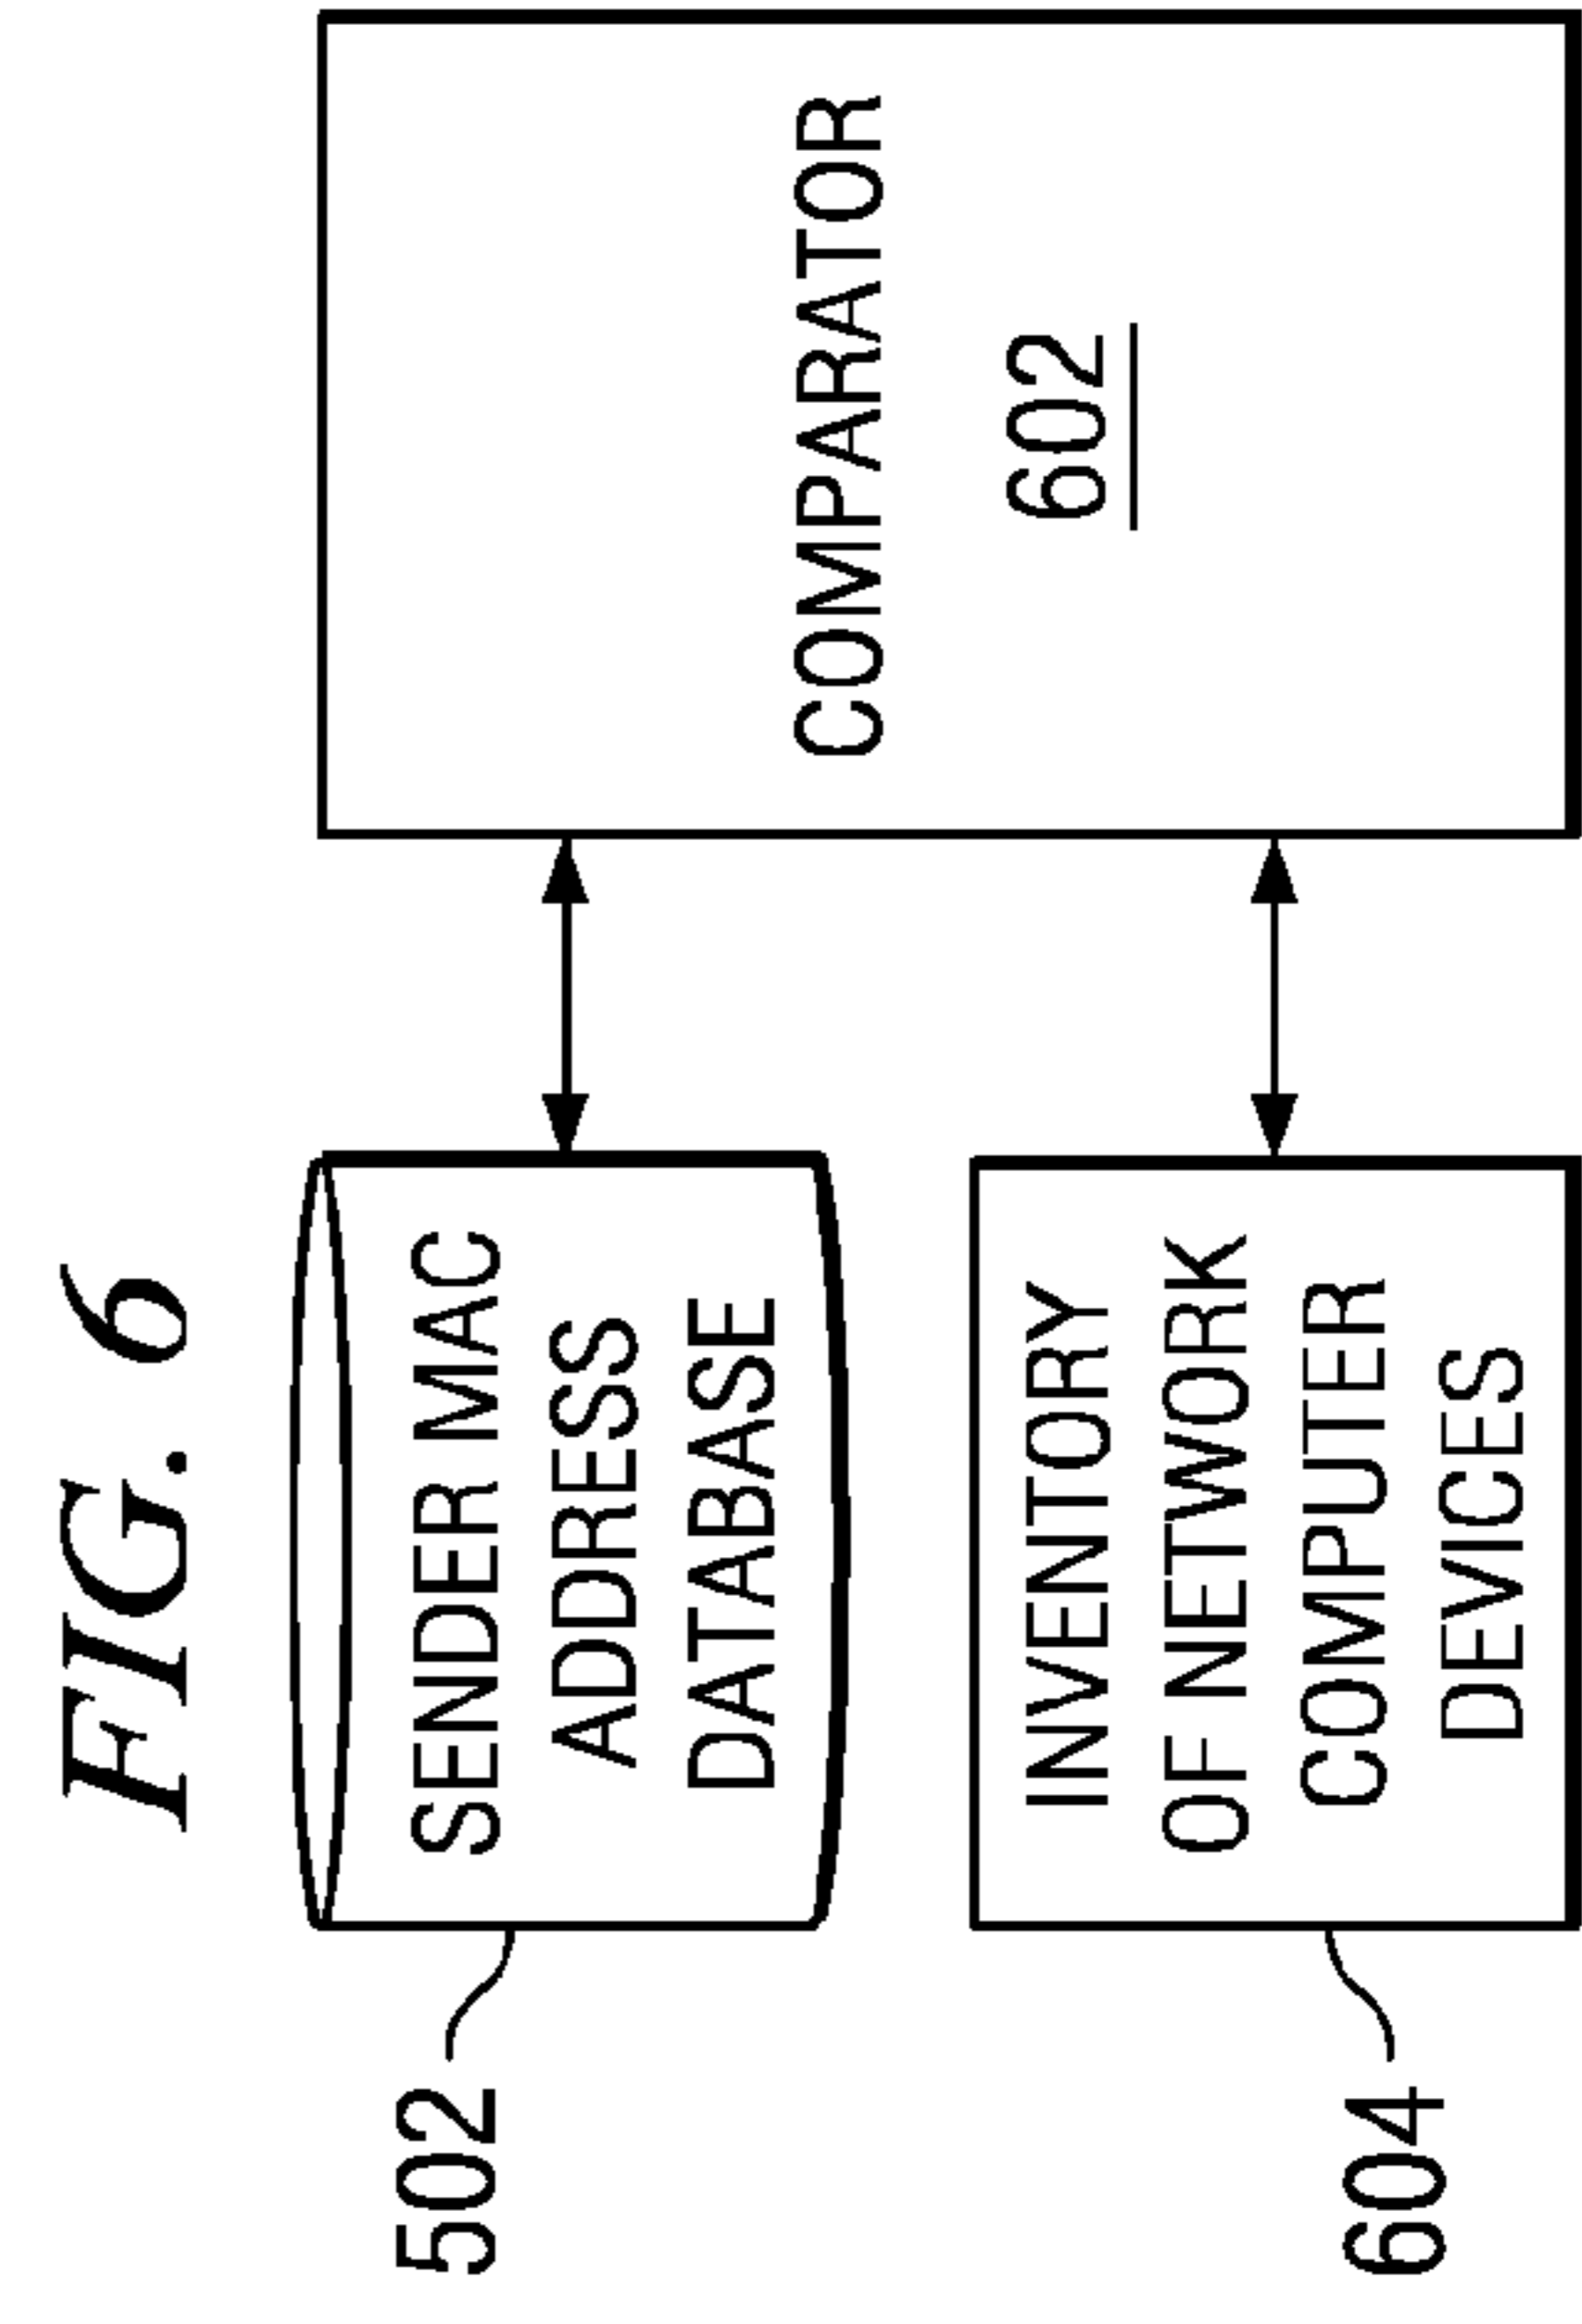 FIG. 6
502
SENDER MAC
ADDRESS
DATABASE
604
INVENTORY
OF NETWORK
COMPUTER
DEVICES
COMPARATOR
602